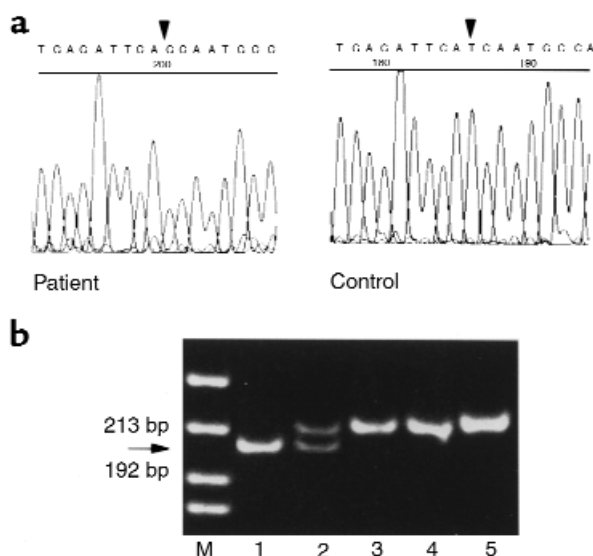 a
T G A G A T T C A G G A A T G C C
200
T G A G A T T C A T C A A T G C C A
180 190
Patient Control
b
213 bp
192 bp
M 1 2 3 4 5